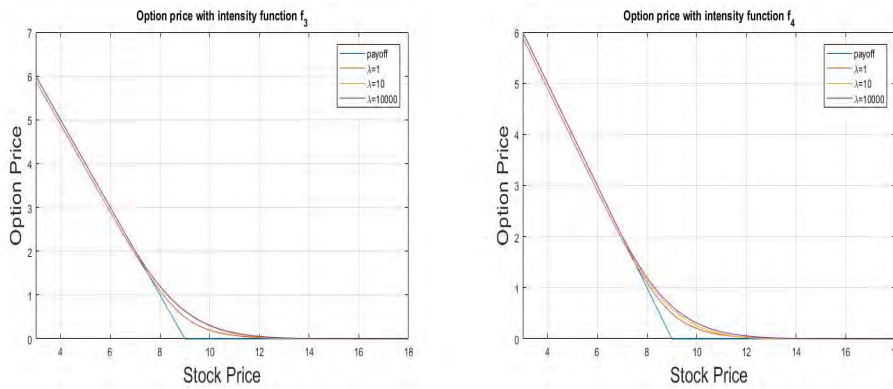 Option price with intensity function f3
7
6
5
4
3
2
1
0
Option Price
4 6 8 10 12 14 16 18
Stock Price
payoff
λ=1
λ=10
λ=10000
Option price with intensity function f4
6
5
4
3
2
1
0
Option Price
4 6 8 10 12 14 16 18
Stock Price
payoff
λ=1
λ=10
λ=10000